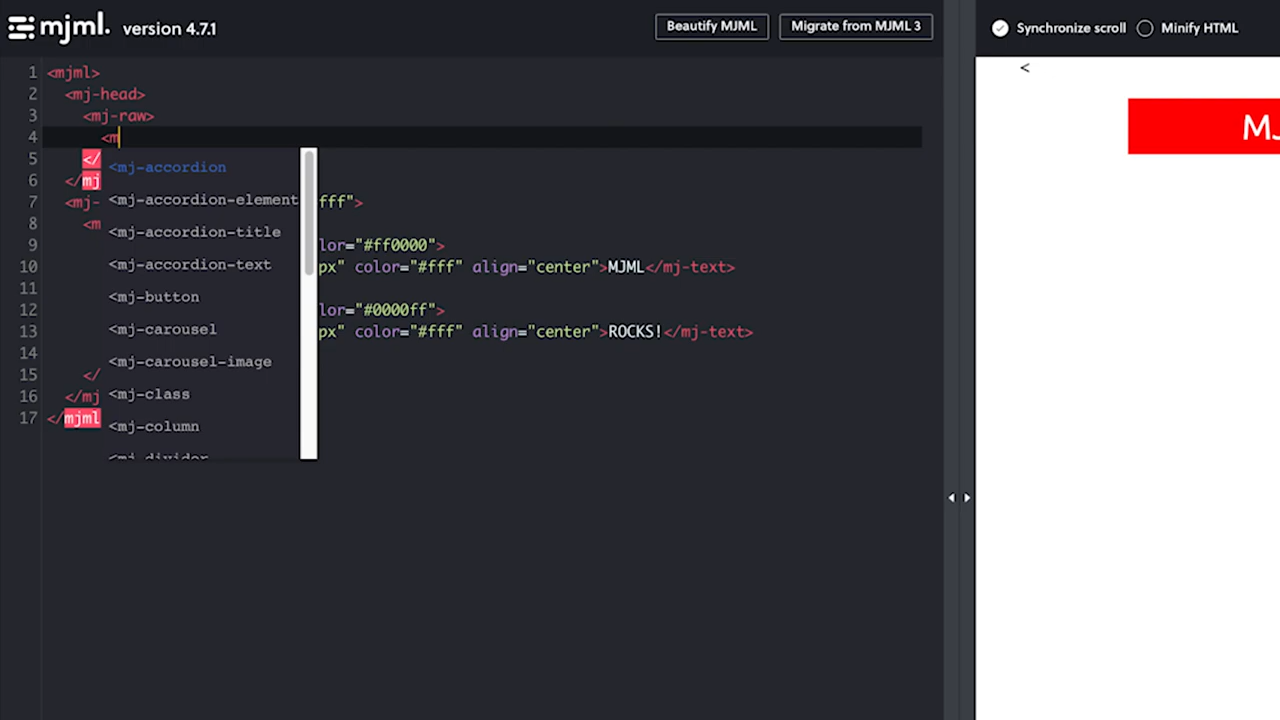 mjml. version 4.7.1
Beautify MJML
Migrate from MJML 3
Synchronize scroll
Minify HTML
1 <mjml>
2 <mj-head>
3 <mj-raw>
4 <m
5 </
6 </mj
7 <mj- fff">
8 <m
9 lor="#ff0000">
10 px" color="#fff" align="center">MJML</mj-text>
11
12 lor="#0000ff">
13 px" color="#fff" align="center">ROCKS!</mj-text>
14
15 </
16 </mj
17 </mjml
<mj-accordion
<mj-accordion-element
<mj-accordion-title
<mj-accordion-text
<mj-button
<mj-carousel
<mj-carousel-image
<mj-class
<mj-column
<mj-divider
<
MJ